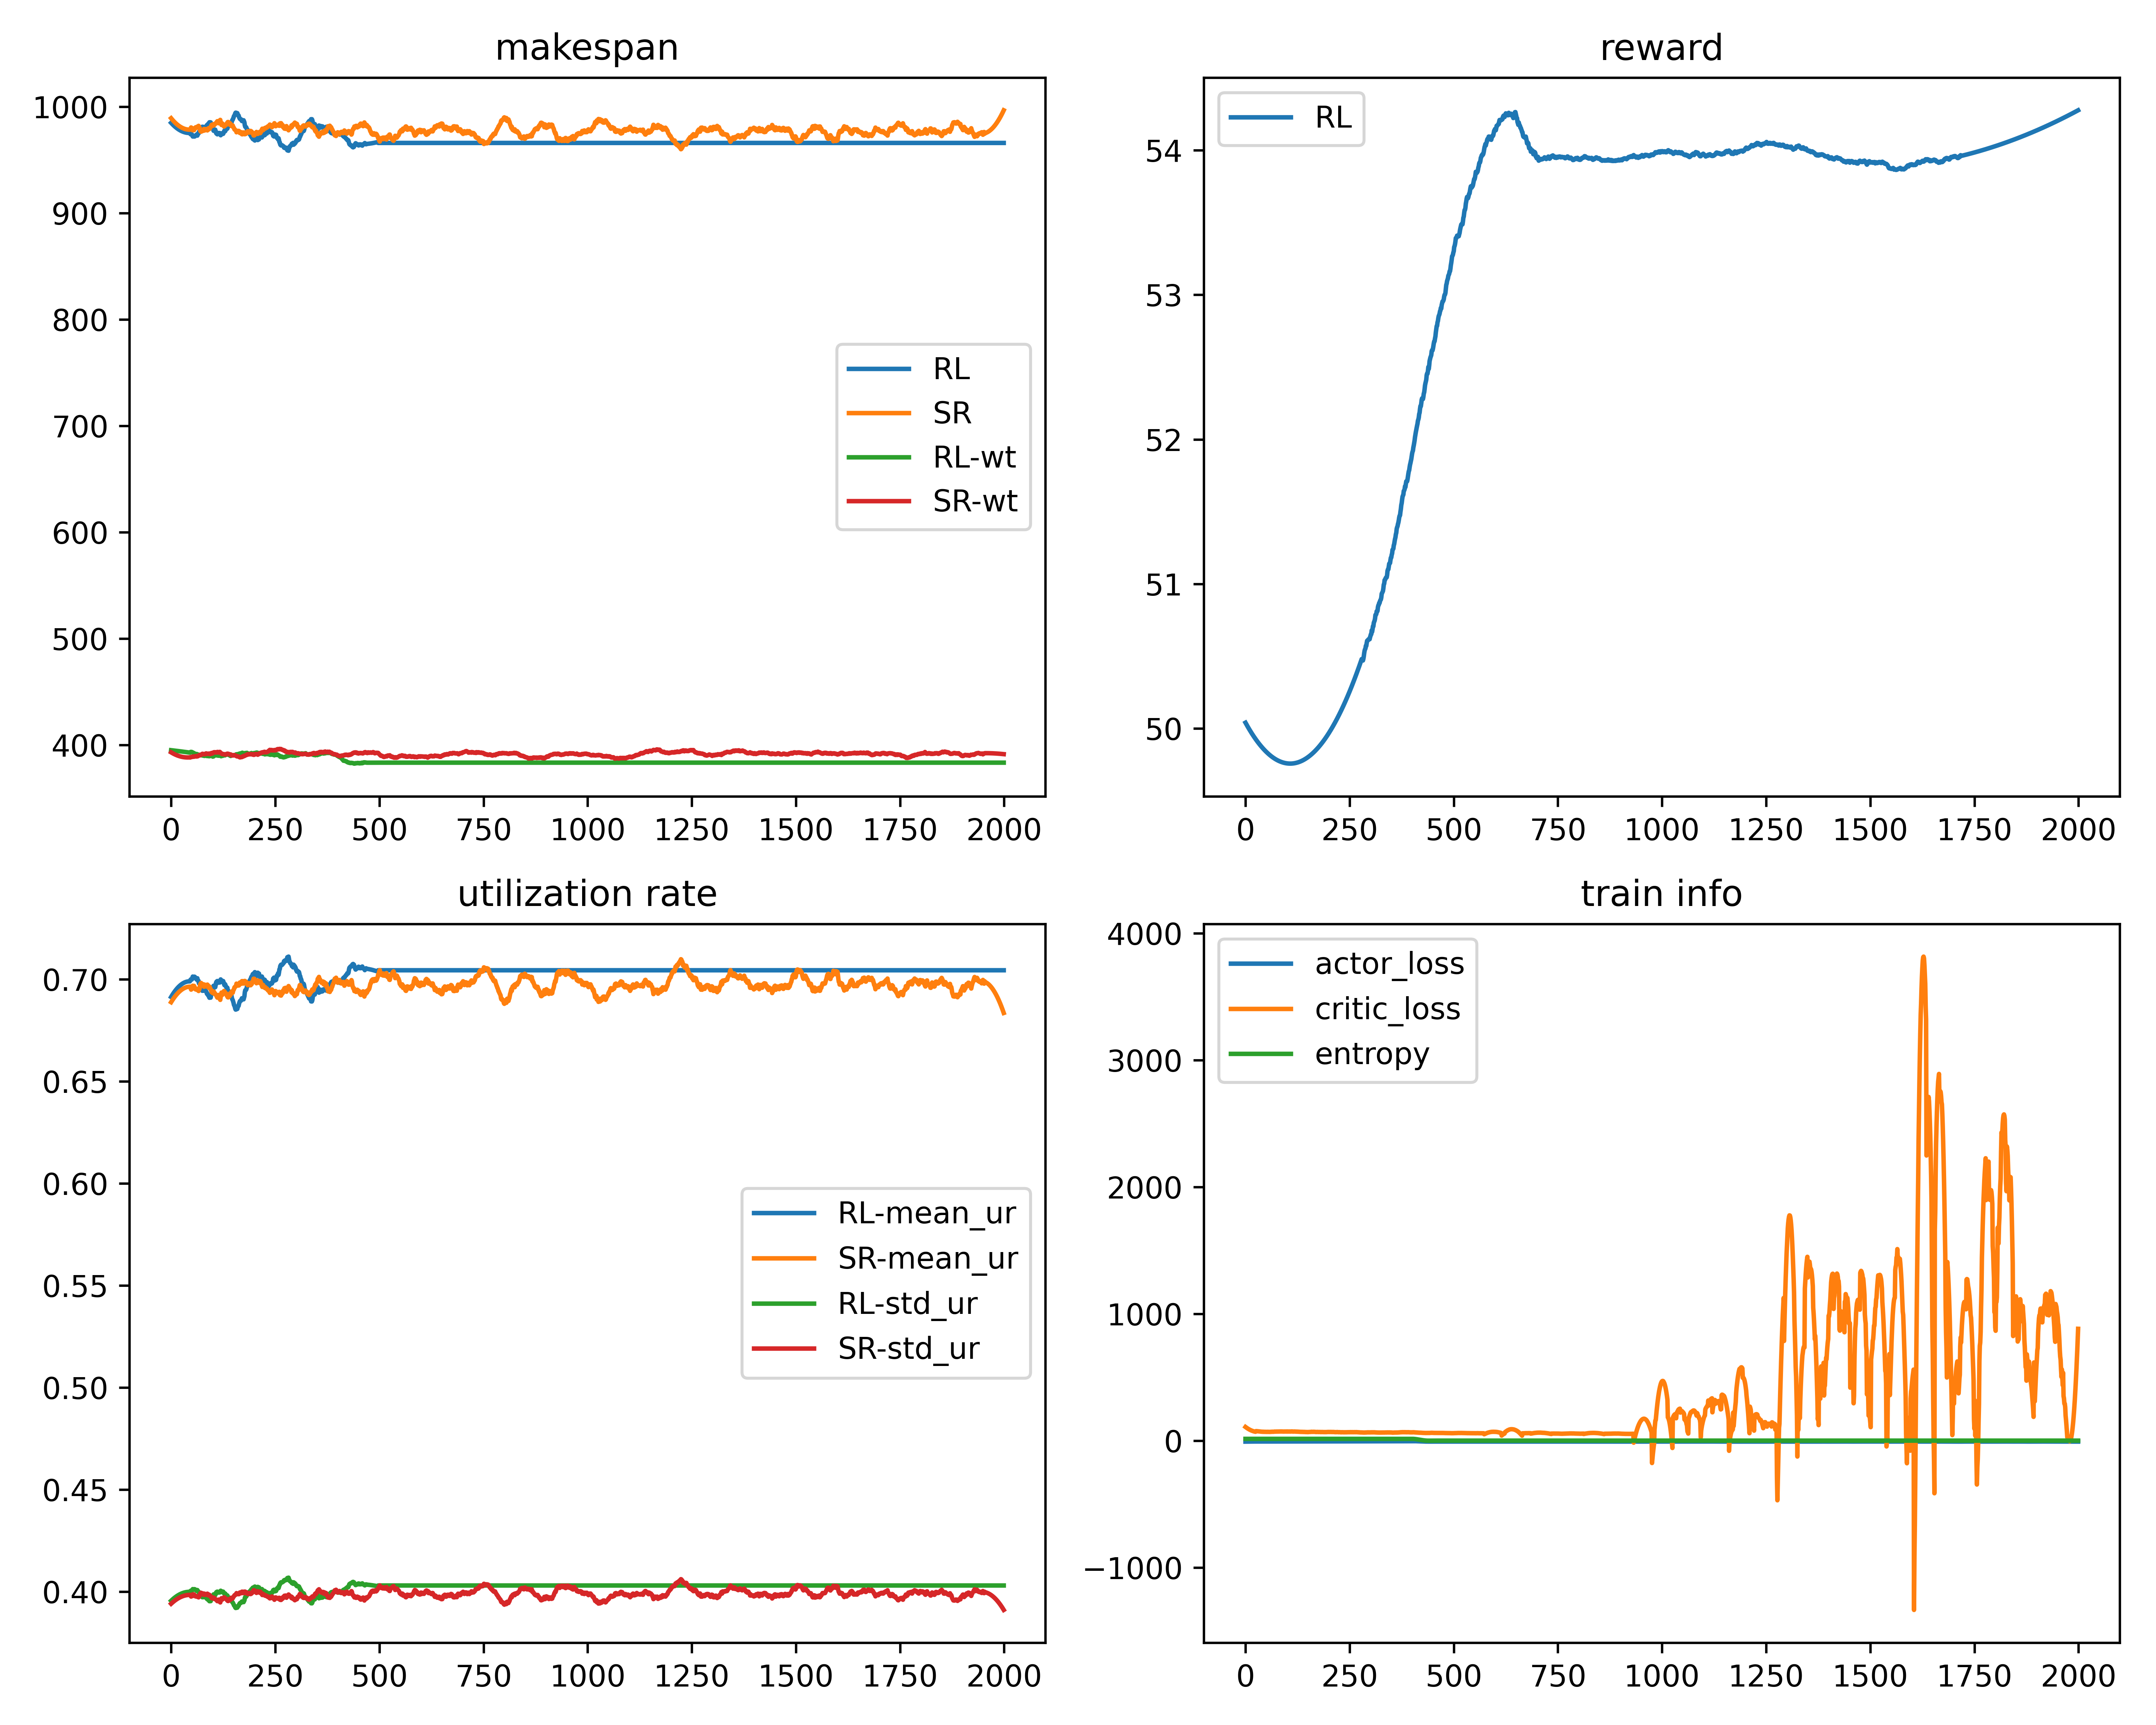 makespan
1000
900
800
700
600
500
400
RL
SR
RL-wt
SR-wt
0 250 500 750 1000 1250 1500 1750 2000
reward
RL
54
53
52
51
50
0 250 500 750 1000 1250 1500 1750 2000
utilization rate
0.70
0.65
0.60
0.55
0.50
0.45
0.40
RL-mean_ur
SR-mean_ur
RL-std_ur
SR-std_ur
0 250 500 750 1000 1250 1500 1750 2000
train info
actor_loss
critic_loss
entropy
4000
3000
2000
1000
0
−1000
0 250 500 750 1000 1250 1500 1750 2000